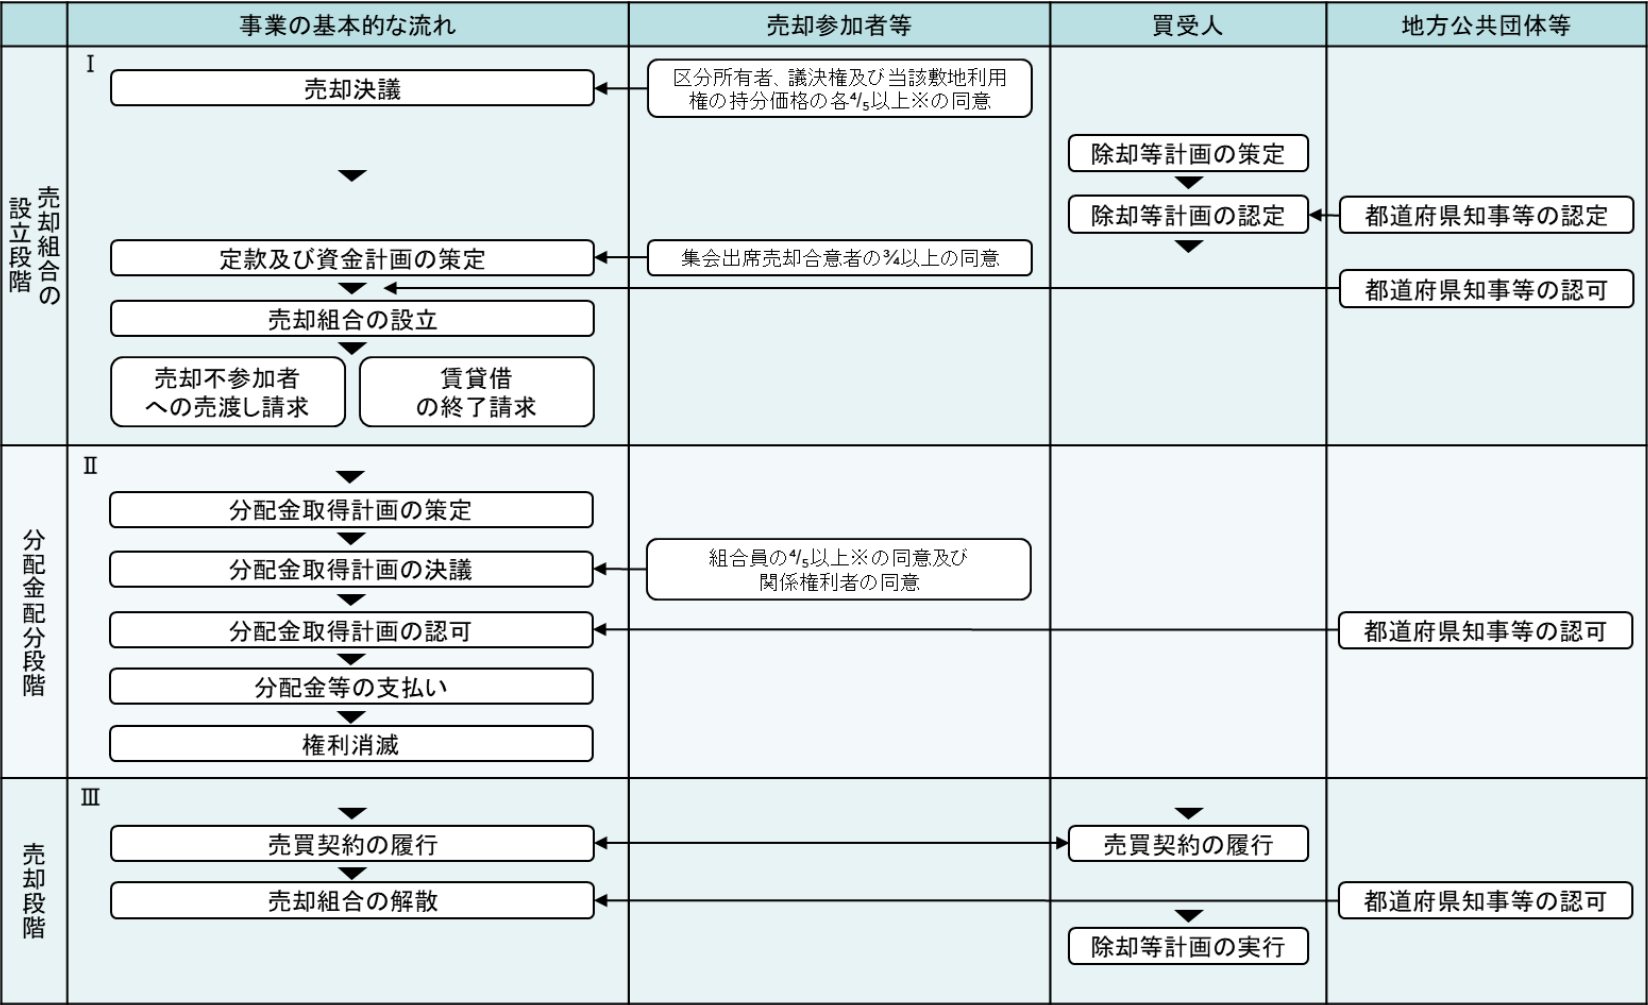 事業の基本的な流れ
売却参加者等
買受人
地方公共団体等
売却組合の
設立段階
Ⅰ
売却決議
区分所有者、議決権及び当該敷地利用
権の持分価格の各⁴/₅以上※の同意
除却等計画の策定
除却等計画の認定
都道府県知事等の認定
定款及び資金計画の策定
集会出席売却合意者の¾以上の同意
都道府県知事等の認可
売却組合の設立
売却不参加者
への売渡し請求
賃貸借
の終了請求
分配金配分段階
Ⅱ
分配金取得計画の策定
分配金取得計画の決議
組合員の⁴/₅以上※の同意及び
関係権利者の同意
分配金取得計画の認可
都道府県知事等の認可
分配金等の支払い
権利消滅
売却段階
Ⅲ
売買契約の履行
売買契約の履行
売却組合の解散
都道府県知事等の認可
除却等計画の実行